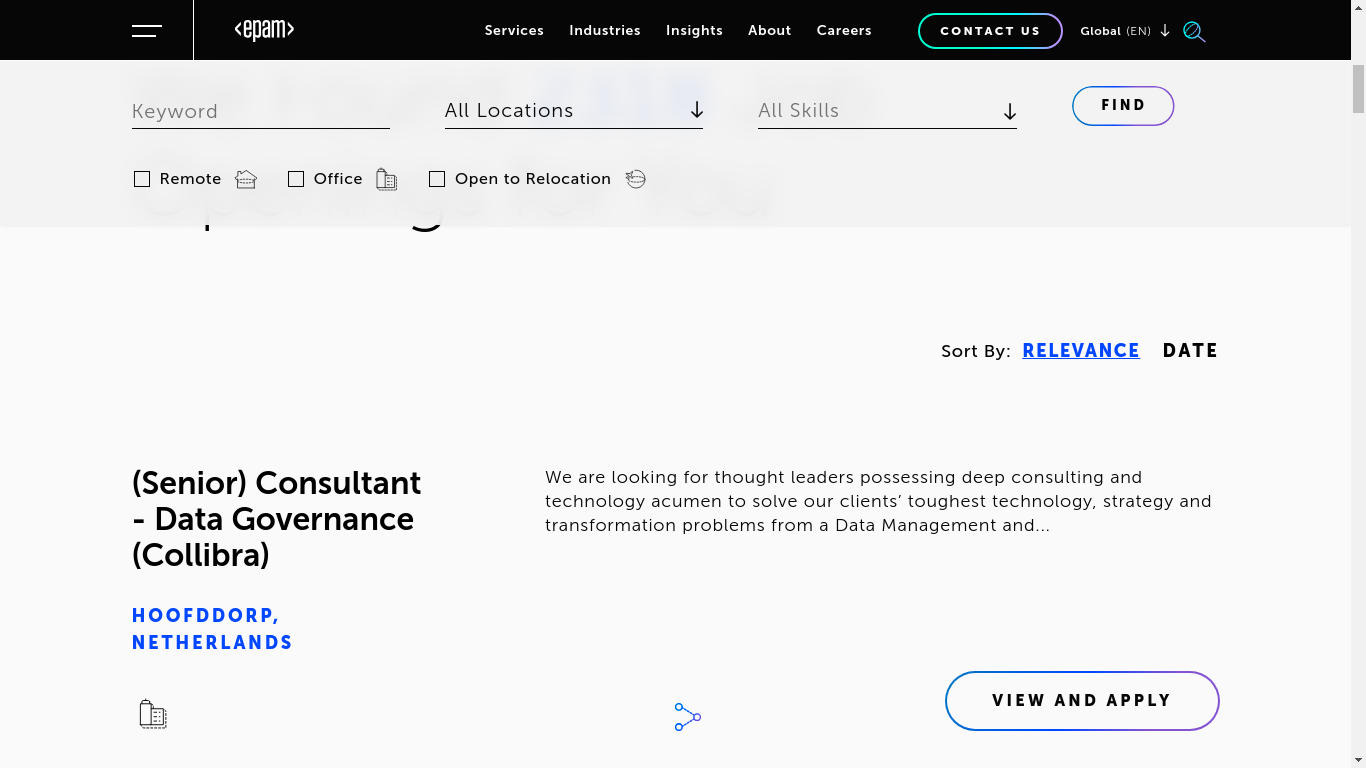 <epam>
Services Industries Insights About Careers CONTACT US Global (EN)
Keyword All Locations All Skills FIND
Remote Office Open to Relocation
Openings for You
Sort By: RELEVANCE DATE
(Senior) Consultant
- Data Governance
(Collibra)
We are looking for thought leaders possessing deep consulting and
technology acumen to solve our clients’ toughest technology, strategy and
transformation problems from a Data Management and...
HOOFDDORP,
NETHERLANDS
VIEW AND APPLY